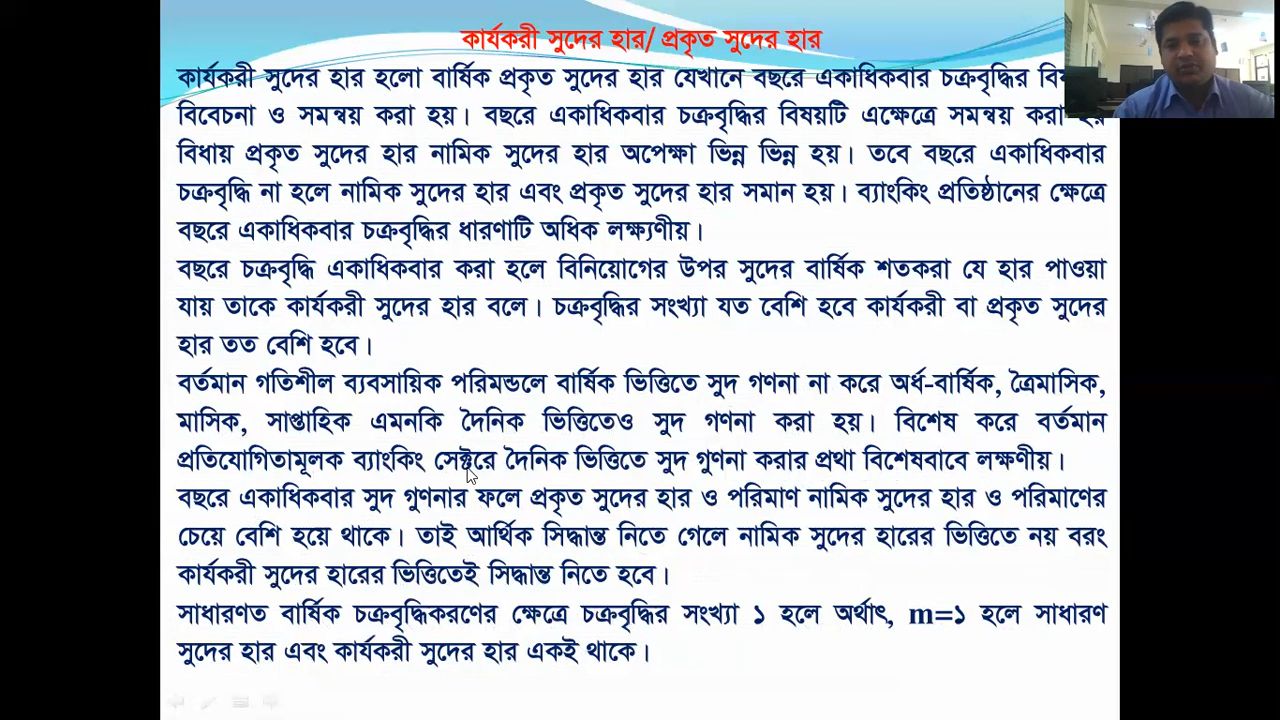 কার্যকরী সুদের হার/ প্রকৃত সুদের হার
কার্যকরী সুদের হার হলো বার্ষিক প্রকৃত সুদের হার যেখানে বছরে একাধিকবার চক্রবৃদ্ধির
বিবেচনা ও সমন্বয় করা হয়। বছরে একাধিকবার চক্রবৃদ্ধির বিষয়টি এক্ষেত্রে সমন্বয় করা হয়
বিধায় প্রকৃত সুদের হার নামিক সুদের হার অপেক্ষা ভিন্ন ভিন্ন হয়। তবে বছরে একাধিকবার
চক্রবৃদ্ধি না হলে নামিক সুদের হার এবং প্রকৃত সুদের হার সমান হয়। ব্যাংকিং প্রতিষ্ঠানের ক্ষেত্রে
বছরে একাধিকবার চক্রবৃদ্ধির ধারণাটি অধিক লক্ষ্যণীয়।
বছরে চক্রবৃদ্ধি একাধিকবার করা হলে বিনিয়োগের উপর সুদের বার্ষিক শতকরা যে হার পাওয়া
যায় তাকে কার্যকরী সুদের হার বলে। চক্রবৃদ্ধির সংখ্যা যত বেশি হবে কার্যকরী বা প্রকৃত সুদের
হার তত বেশি হবে।
বর্তমান গতিশীল ব্যবসায়িক পরিমন্ডলে বার্ষিক ভিত্তিতে সুদ গণনা না করে অর্ধ-বার্ষিক, ত্রৈমাসিক,
মাসিক, সাপ্তাহিক এমনকি দৈনিক ভিত্তিতেও সুদ গণনা করা হয়। বিশেষ করে বর্তমান
প্রতিযোগিতামূলক ব্যাংকিং সেক্টরে দৈনিক ভিত্তিতে সুদ গুণনা করার প্রথা বিশেষবাবে লক্ষণীয়।
বছরে একাধিকবার সুদ গুণনার ফলে প্রকৃত সুদের হার ও পরিমাণ নামিক সুদের হার ও পরিমাণের
চেয়ে বেশি হয়ে থাকে। তাই আর্থিক সিদ্ধান্ত নিতে গেলে নামিক সুদের হারের ভিত্তিতে নয় বরং
কার্যকরী সুদের হারের ভিত্তিতেই সিদ্ধান্ত নিতে হবে।
সাধারণত বার্ষিক চক্রবৃদ্ধিকরণের ক্ষেত্রে চক্রবৃদ্ধির সংখ্যা ১ হলে অর্থাৎ, m=১ হলে সাধারণ
সুদের হার এবং কার্যকরী সুদের হার একই থাকে।